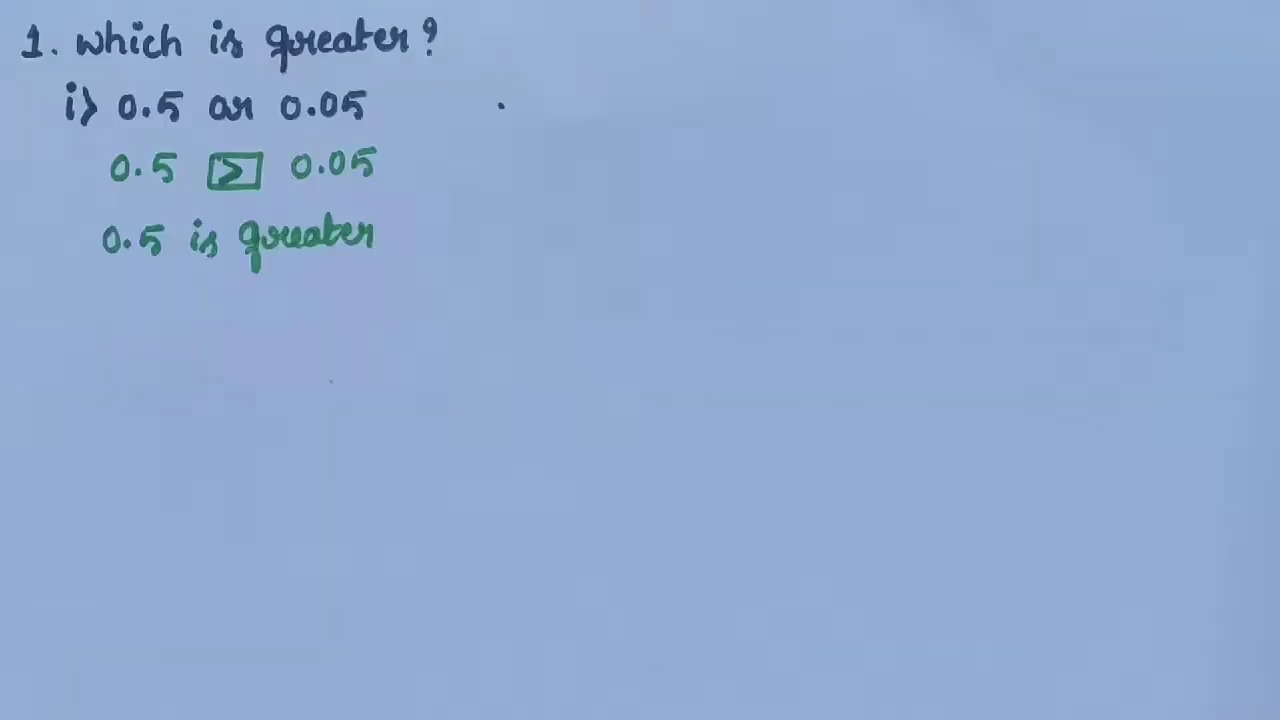 1. which is greater?
i) 0.5 or 0.05
0.5 > 0.05
0.5 is greater